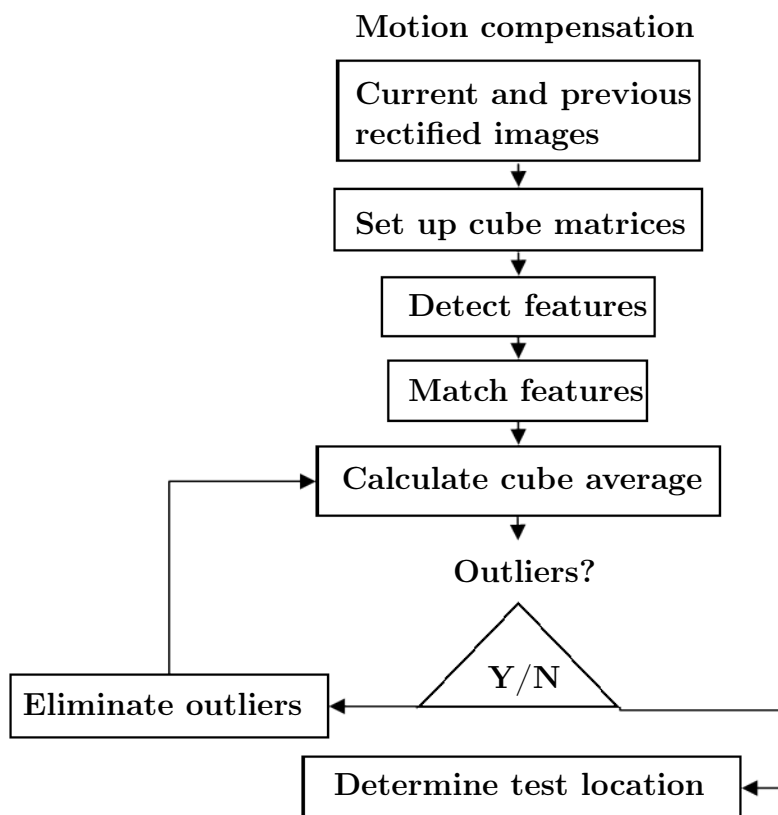 Motion compensation
Current and previous
rectified images
Set up cube matrices
Detect features
Match features
Calculate cube average
Outliers?
Y/N
Eliminate outliers
Determine test location